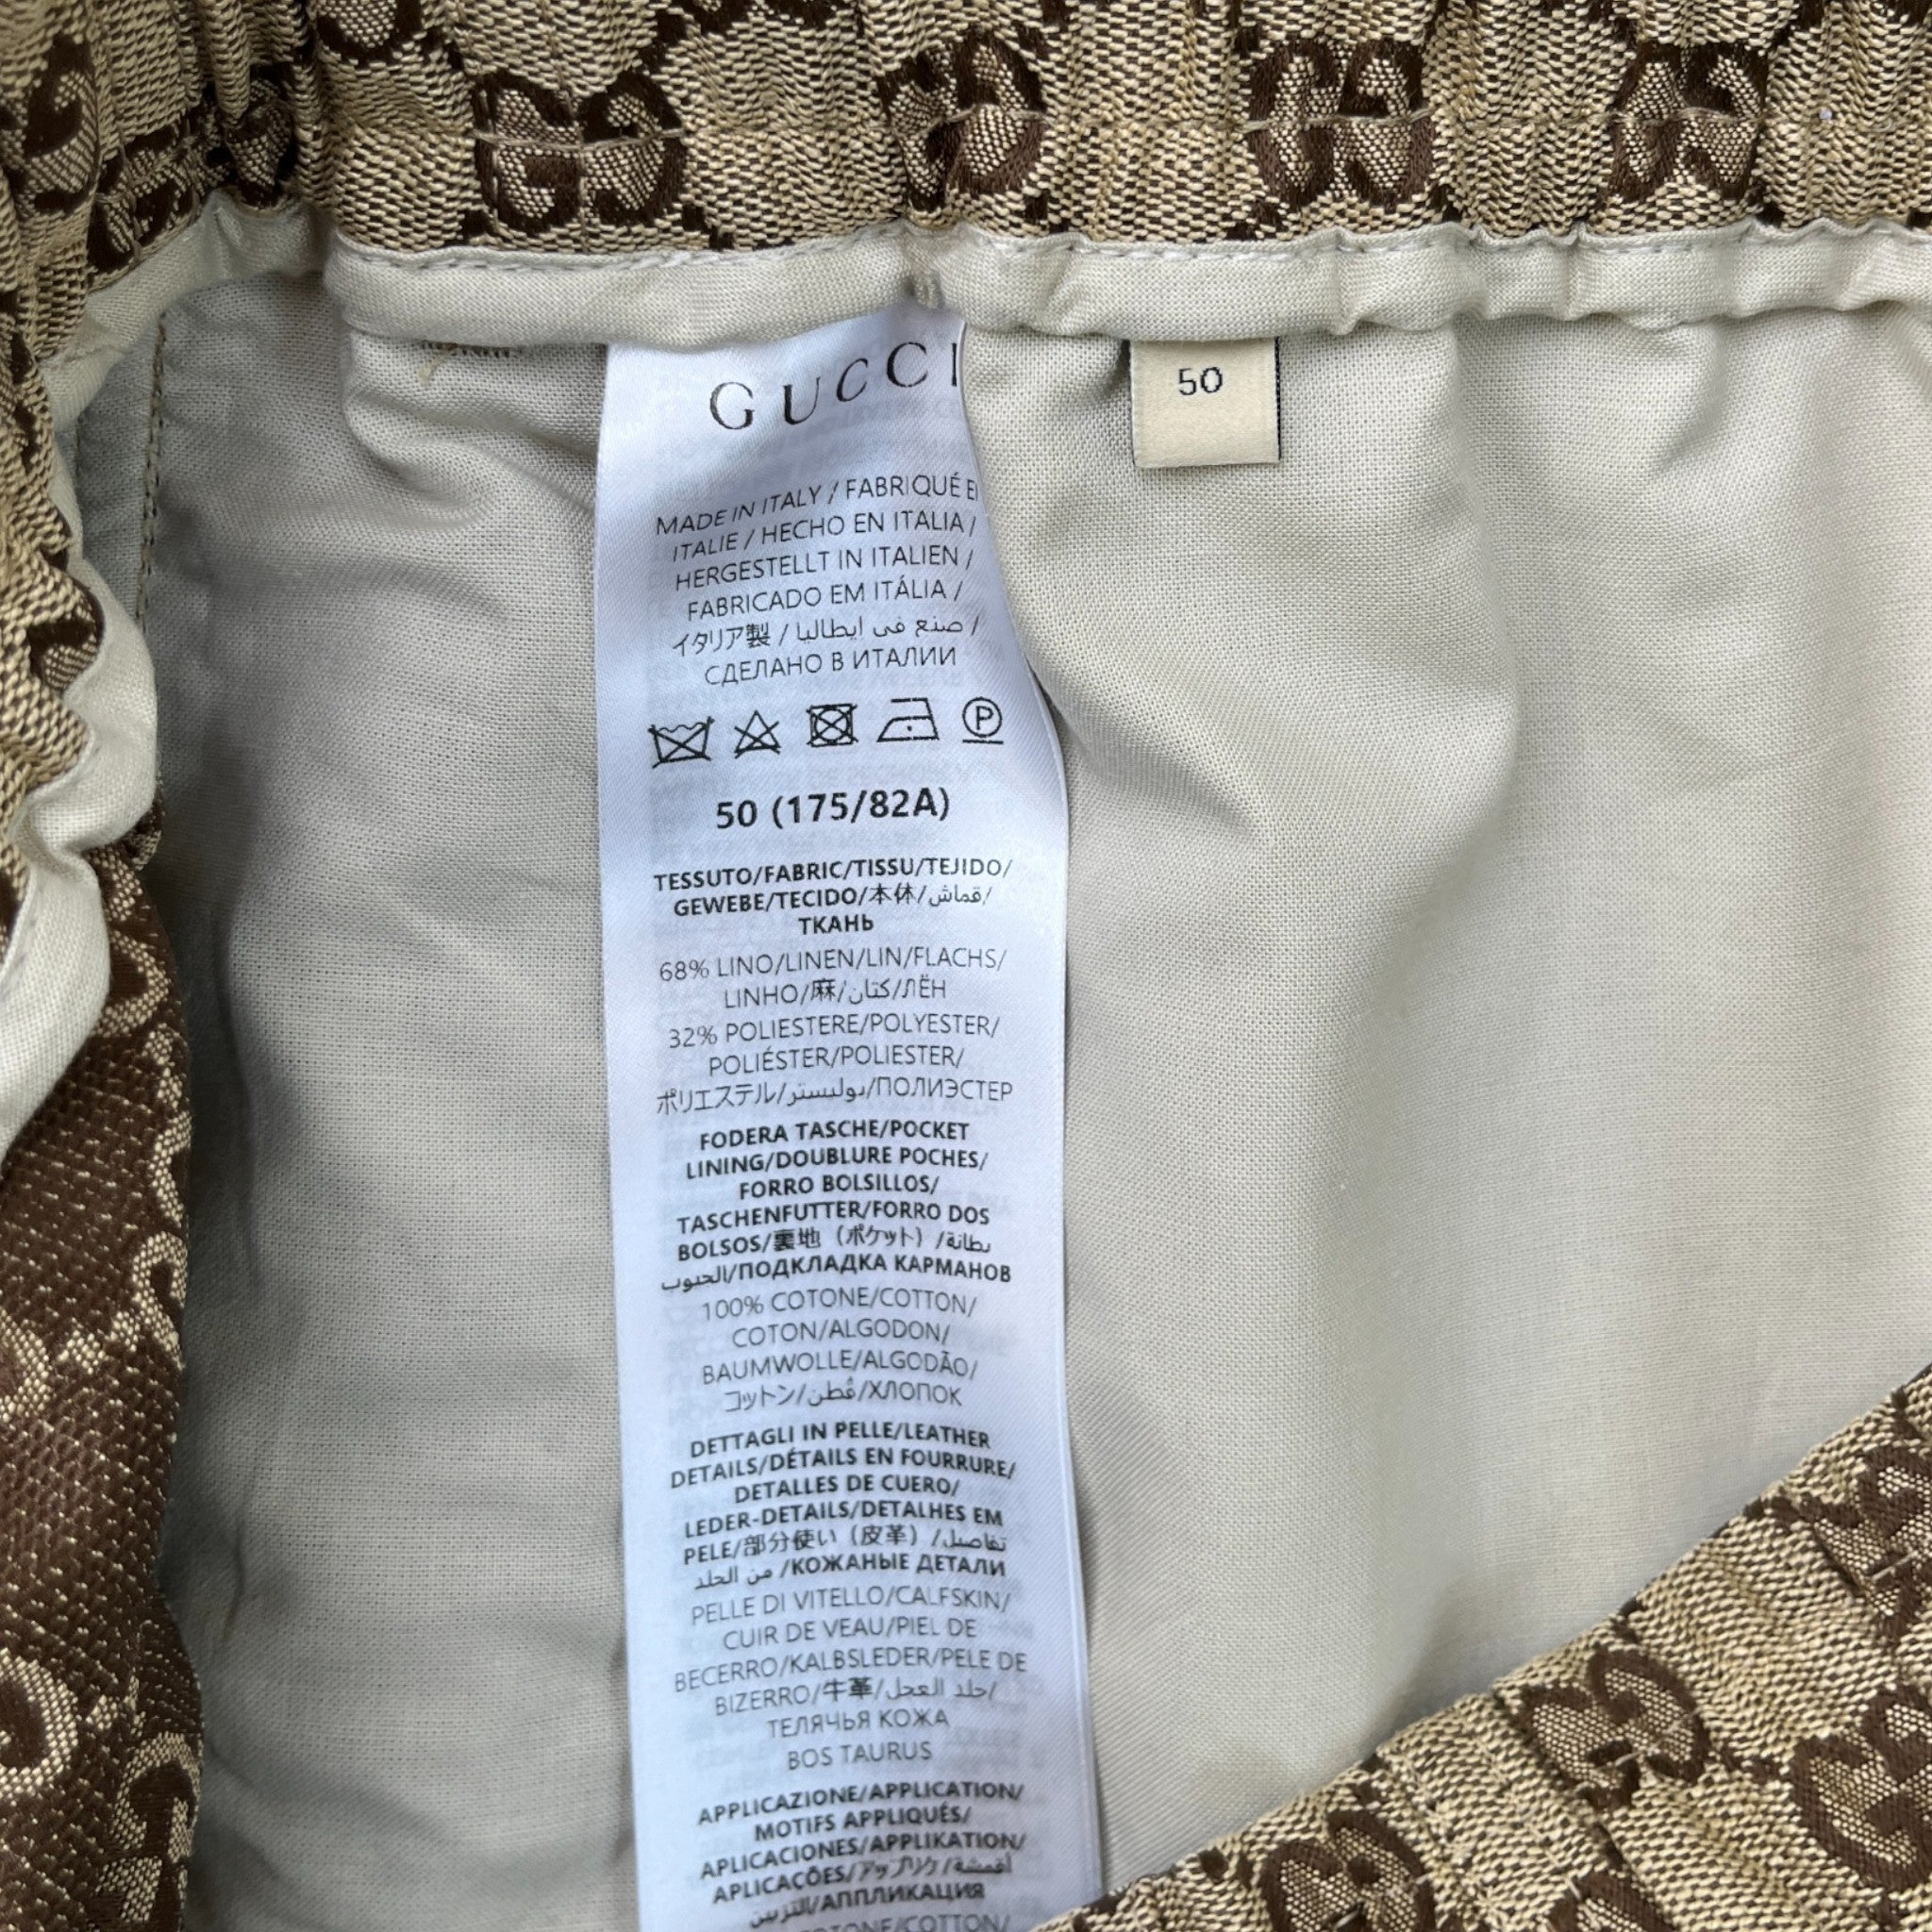 GUCCI
50
MADE IN ITALY / FABRIQUÉ
ITALIE / HECHO EN ITALIA /
HERGESTELLT IN ITALIEN /
FABRICADO EM ITÁLIA /
イタリア製 / صنع في ايطاليا /
СДЕЛАНО В ИТАЛИИ
P
50 (175/82A)
TESSUTO/FABRIC/TISSU/TEJIDO/
GEWEBE/TECIDO/本体/قماش/
ТКАНЬ
68% LINO/LINEN/LIN/FLACHS/
LINHO/麻/كتان/ЛЁН
32% POLIESTERE/POLYESTER/
POLIÉSTER/POLIESTER/
ポリエステル/بوليستر/ПОЛИЭСТЕР
FODERA TASCHE/POCKET
LINING/DOUBLURE POCHES/
FORRO BOLSILLOS/
TASCHENFUTTER/FORRO DOS
BOLSOS/裏地 (ポケット) /بطانة
الجيوب/ПОДКЛАДКА КАРМАНОВ
100% COTONE/COTTON/
COTON/ALGODON/
BAUMWOLLE/ALGODÃO/
コットン/قطن/ХЛОПОК
DETTAGLI IN PELLE/LEATHER
DETAILS/DÉTAILS EN FOURRURE/
DETALLES DE CUERO/
LEDER-DETAILS/DETALHES EM
PELE/部分使い (皮革) /تفاصيل
من الجلد /КОЖАНЫЕ ДЕТАЛИ
PELLE DI VITELLO/CALFSKIN/
CUIR DE VEAU/PIEL DE
BECERRO/KALBSLEDER/PELE DE
BIZERRO/牛革/جلد العجل/
ТЕЛЯЧЬЯ КОЖА
BOS TAURUS
APPLICAZIONE/APPLICATION/
MOTIFS APPLIQUÉS/
APLICACIONES/APPLIKATION/
APLICAÇÕES/アップリケ/أقمشة
التزيين/АППЛИКАЦИЯ
COTONE/COTTON/